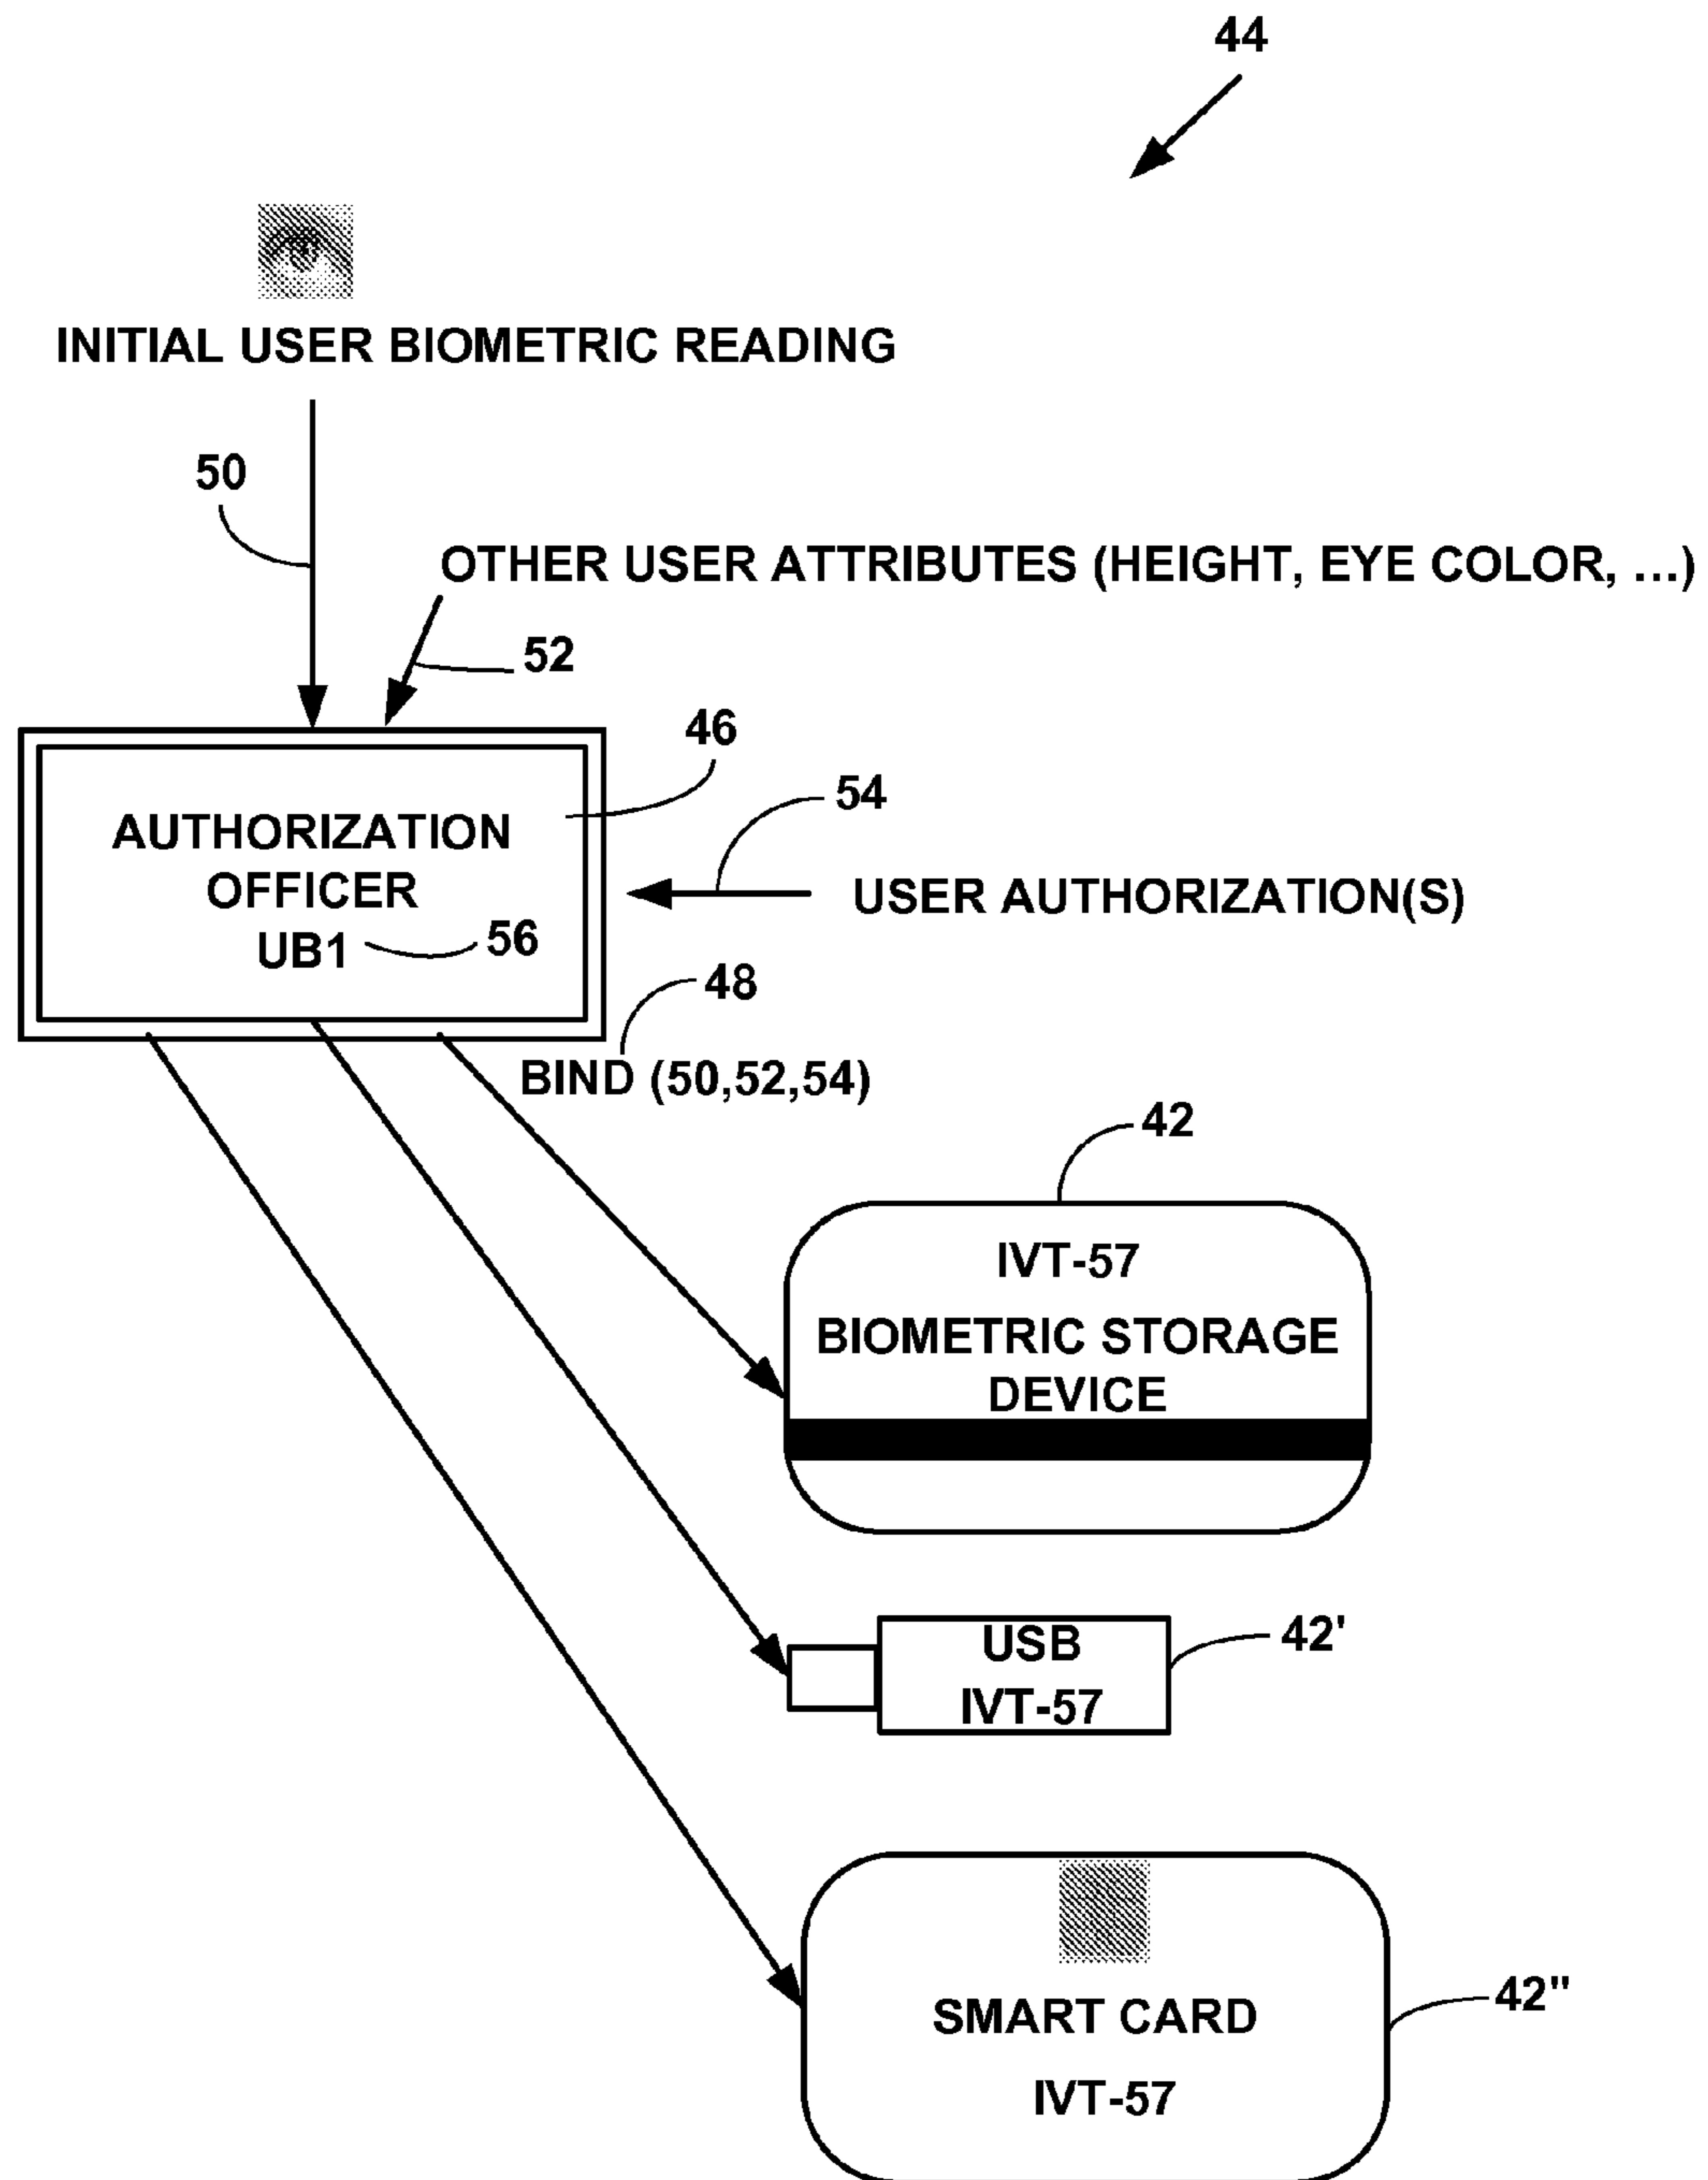 44
INITIAL USER BIOMETRIC READING
50
OTHER USER ATTRIBUTES (HEIGHT, EYE COLOR, ...)
52
46
54
AUTHORIZATION
OFFICER
UB1
56
USER AUTHORIZATION(S)
48
BIND (50,52,54)
42
IVT-57
BIOMETRIC STORAGE
DEVICE
USB
IVT-57
42'
SMART CARD
IVT-57
42"